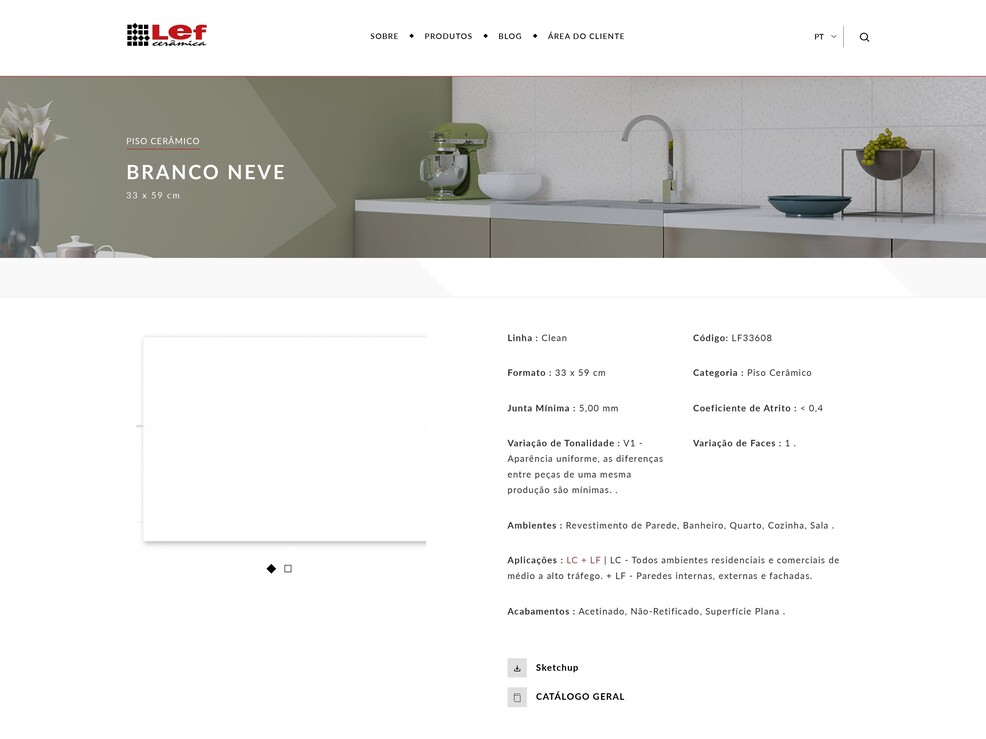 Lef
cerâmica
SOBRE
PRODUTOS
BLOG
ÁREA DO CLIENTE
PT
PISO CERÂMICO
BRANCO NEVE
33 x 59 cm
Linha : Clean
Código: LF33608
Formato : 33 x 59 cm
Categoria : Piso Cerâmico
Junta Mínima : 5,00 mm
Coeficiente de Atrito : < 0,4
Variação de Tonalidade : V1 -
Aparência uniforme, as diferenças
entre peças de uma mesma
produção são mínimas. .
Variação de Faces : 1 .
Ambientes : Revestimento de Parede, Banheiro, Quarto, Cozinha, Sala .
Aplicações : LC + LF | LC - Todos ambientes residenciais e comerciais de
médio a alto tráfego. + LF - Paredes internas, externas e fachadas.
Acabamentos : Acetinado, Não-Retificado, Superfície Plana .
Sketchup
CATÁLOGO GERAL